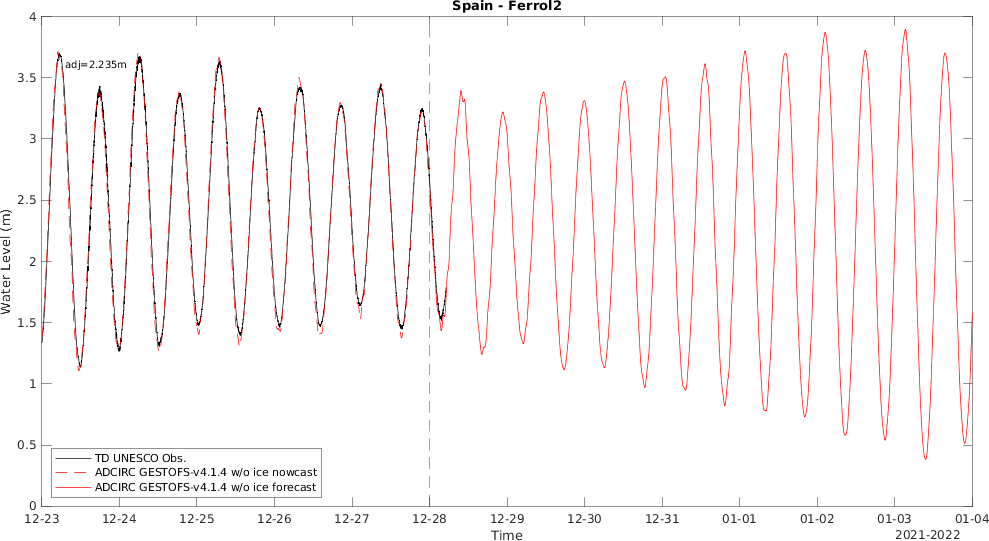 Spain - Ferrol2
adj=2.235m
4
3.5
3
2.5
2
1.5
1
0.5
0
Water Level (m)
TD UNESCO Obs.
ADCIRC GESTOFS-v4.1.4 w/o ice nowcast
ADCIRC GESTOFS-v4.1.4 w/o ice forecast
12-23 12-24 12-25 12-26 12-27 12-28 12-29 12-30 12-31 01-01 01-02 01-03 01-04
Time
2021-2022